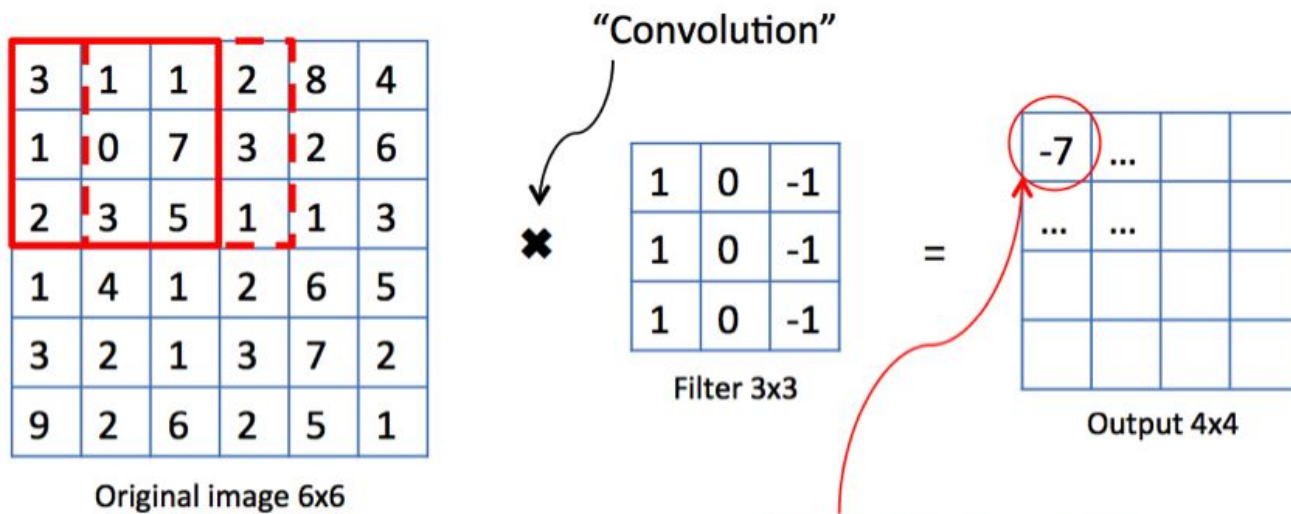 “Convolution”
3 1 1 2 8 4
1 0 7 3 2 6
2 3 5 1 1 3
1 4 1 2 6 5
3 2 1 3 7 2
9 2 6 2 5 1
Original image 6x6
✖
1 0 -1
1 0 -1
1 0 -1
Filter 3x3
=
-7 ...
... ...
Output 4x4